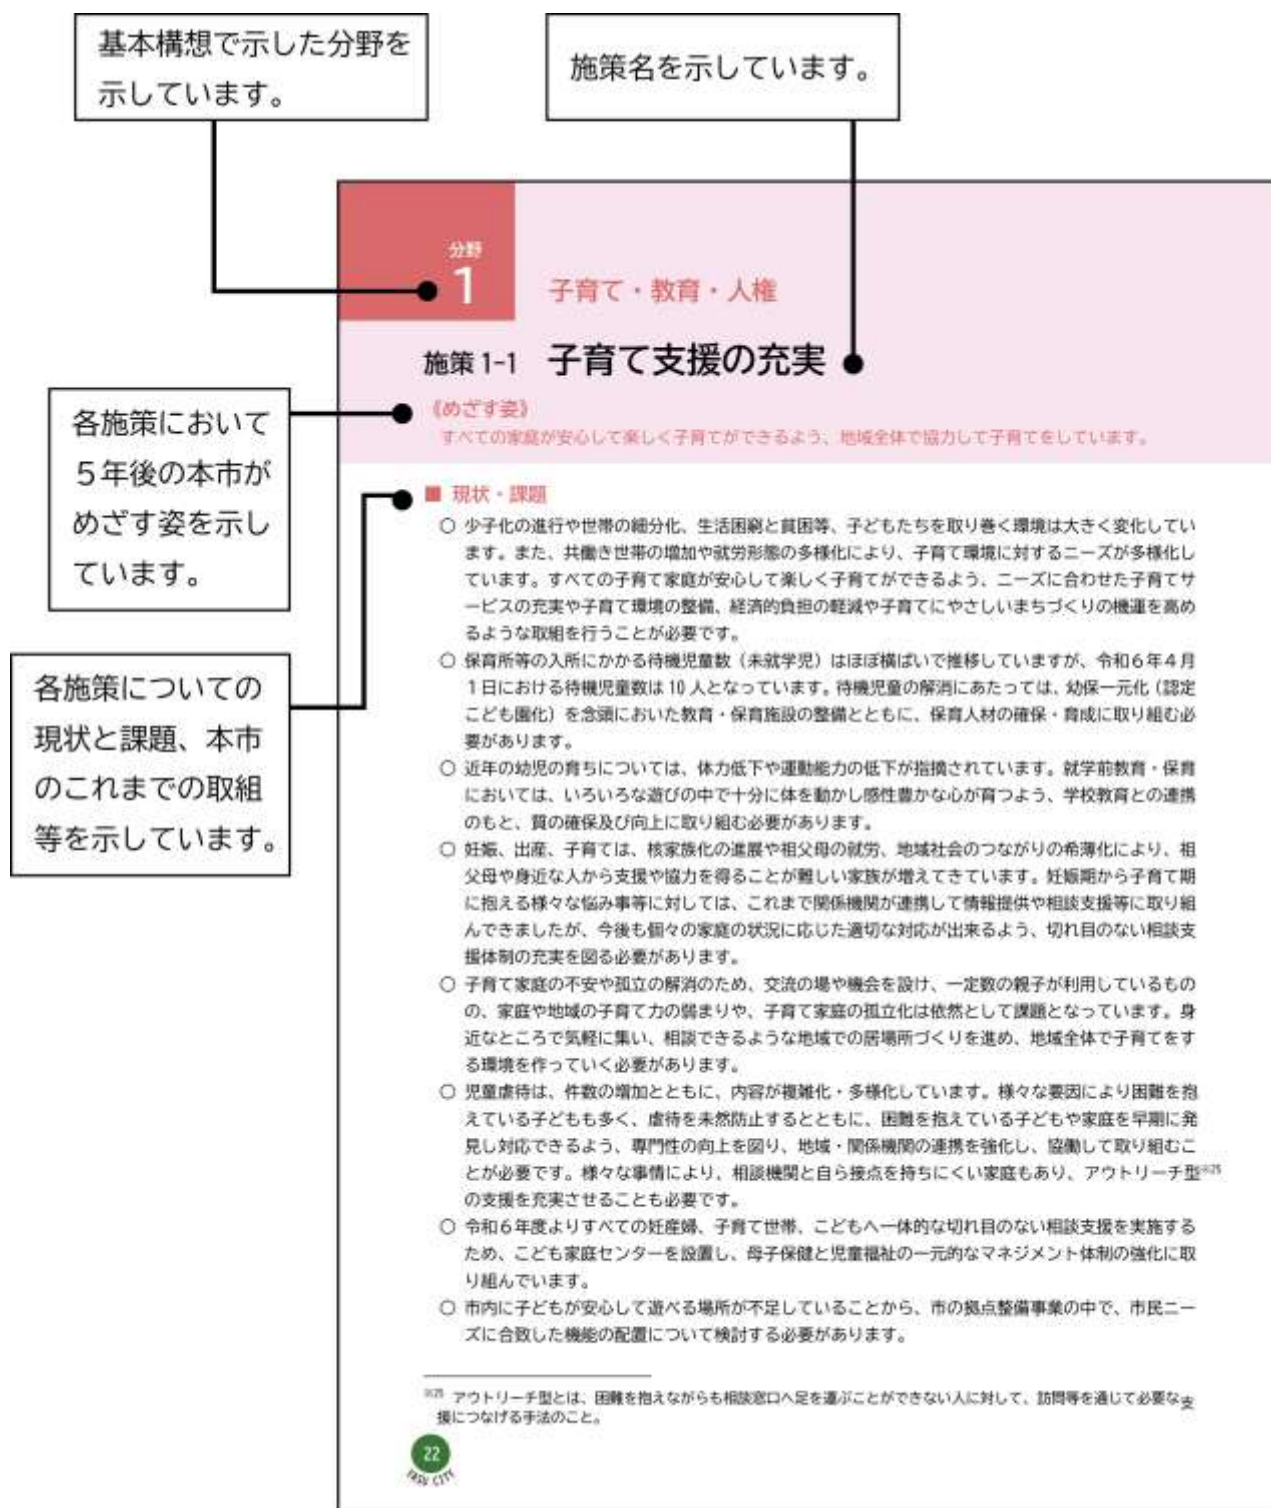 基本構想で示した分野を
示しています。
施策名を示しています。
分野
1
子育て・教育・人権
施策 1-1 子育て支援の充実
各施策において
５年後の本市が
めざす姿を示し
ています。
《めざす姿》
すべての家庭が安心して楽しく子育てができるよう、地域全体で協力して子育てをしています。
各施策についての
現状と課題、本市
のこれまでの取組
等を示しています。
■ 現状・課題
○ 少子化の進行や世帯の細分化、生活困窮と貧困等、子どもたちを取り巻く環境は大きく変化してい
ます。また、共働き世帯の増加や就労形態の多様化により、子育て環境に対するニーズが多様化し
ています。すべての子育て家庭が安心して楽しく子育てができるよう、ニーズに合わせた子育てサ
ービスの充実や子育て環境の整備、経済的負担の軽減や子育てにやさしいまちづくりの機運を高め
るような取組を行うことが必要です。
○ 保育所等の入所にかかる待機児童数（未就学児）はほぼ横ばいで推移していますが、令和６年４月
１日における待機児童数は 10 人となっています。待機児童の解消にあたっては、幼保一元化（認定
こども園化）を念頭においた教育・保育施設の整備とともに、保育人材の確保・育成に取り組む必
要があります。
○ 近年の幼児の育ちについては、体力低下や運動能力の低下が指摘されています。就学前教育・保育
においては、いろいろな遊びの中で十分に体を動かし感性豊かな心が育つよう、学校教育との連携
のもと、質の確保及び向上に取り組む必要があります。
○ 妊娠、出産、子育ては、核家族化の進展や祖父母の就労、地域社会のつながりの希薄化により、祖
父母や身近な人から支援や協力を得ることが難しい家族が増えてきています。妊娠期から子育て期
に抱える様々な悩み事等に対しては、これまで関係機関が連携して情報提供や相談支援等に取り組
んできましたが、今後も個々の家庭の状況に応じた適切な対応が出来るよう、切れ目のない相談支
援体制の充実を図る必要があります。
○ 子育て家庭の不安や孤立の解消のため、交流の場や機会を設け、一定数の親子が利用しているもの
の、家庭や地域の子育て力の弱まりや、子育て家庭の孤立化は依然として課題となっています。身
近なところで気軽に集い、相談できるような地域での居場所づくりを進め、地域全体で子育てをす
る環境を作っていく必要があります。
○ 児童虐待は、件数の増加とともに、内容が複雑化・多様化しています。様々な要因により困難を抱
えている子どもも多く、虐待を未然防止するとともに、困難を抱えている子どもや家庭を早期に発
見し対応できるよう、専門性の向上を図り、地域・関係機関の連携を強化し、協働して取り組むこ
とが必要です。様々な事情により、相談機関と自ら接点を持ちにくい家庭もあり、アウトリーチ型※25
の支援を充実させることも必要です。
○ 令和６年度よりすべての妊産婦、子育て世帯、こどもへ一体的な切れ目のない相談支援を実施する
ため、こども家庭センターを設置し、母子保健と児童福祉の一元的なマネジメント体制の強化に取
り組んでいます。
○ 市内に子どもが安心して遊べる場所が不足していることから、市の拠点整備事業の中で、市民ニー
ズに合致した機能の配置について検討する必要があります。
※25 アウトリーチ型とは、困難を抱えながらも相談窓口へ足を運ぶことができない人に対して、訪問等を通じて必要な支
援につなげる手法のこと。
22
YASU CITY